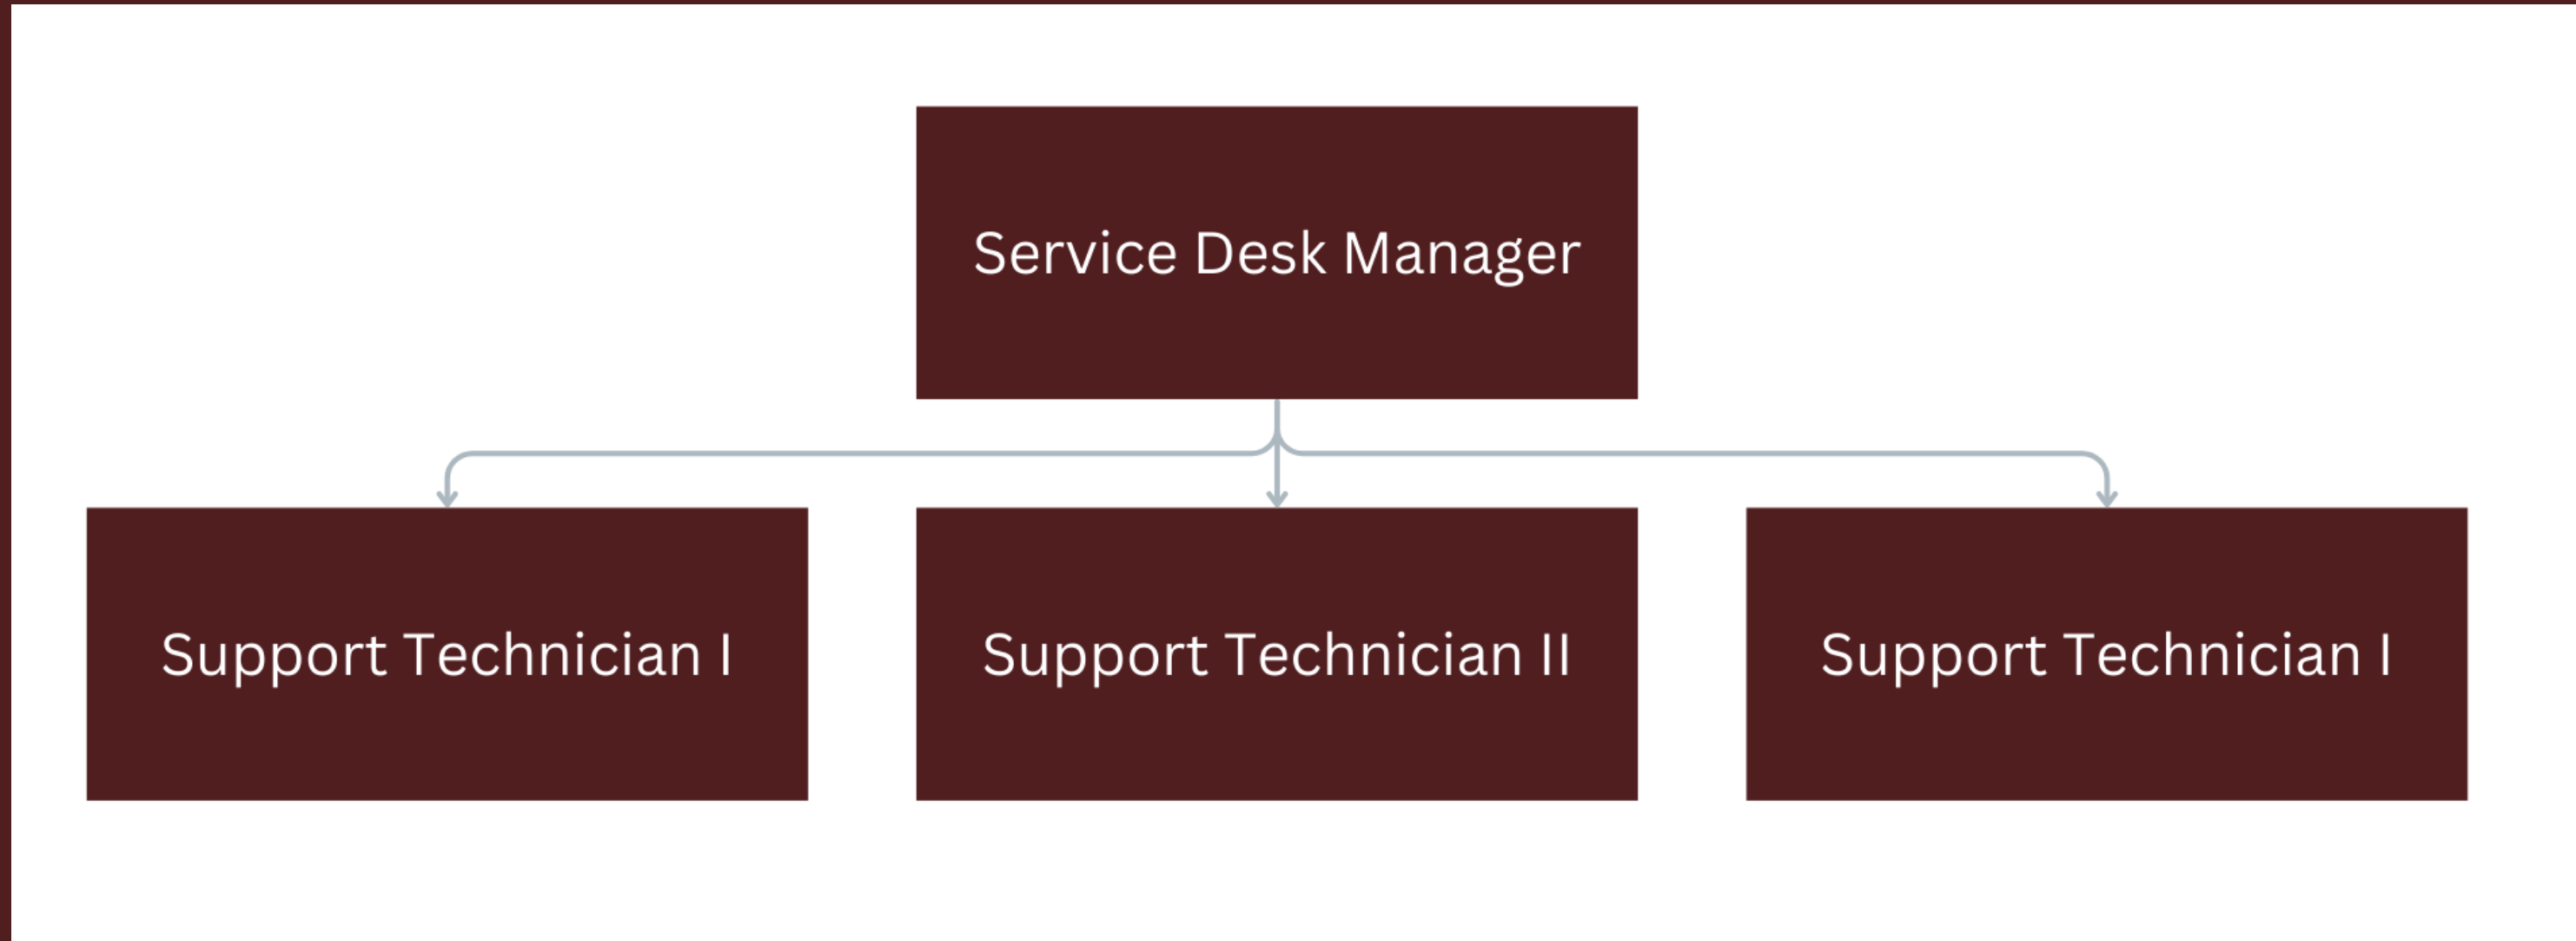 Service Desk Manager
Support Technician I
Support Technician II
Support Technician I